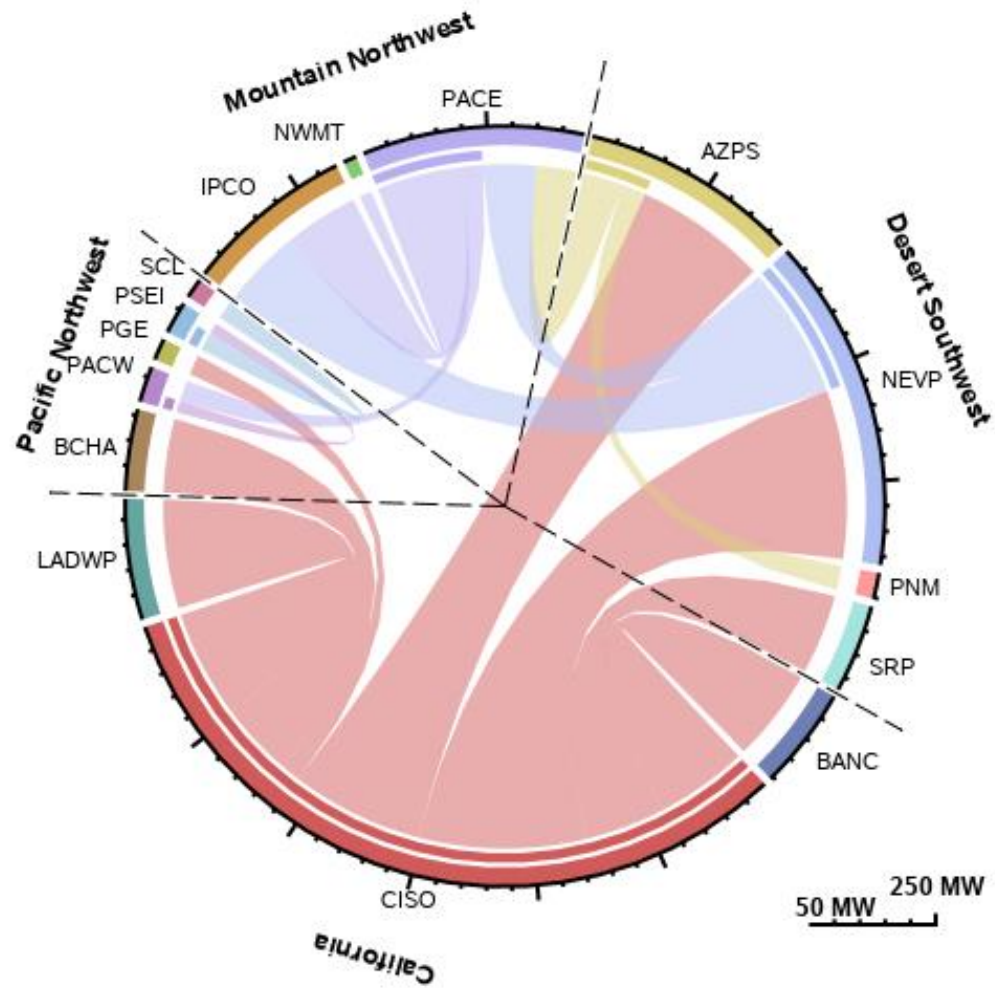 Mountain Northwest
PACE
NWMT
AZPS
IPCO
Desert Southwest
SCL
PSEI
Pacific Northwest
PGE
PACW
NEVP
BCHA
LADWP
PNM
SRP
BANC
CISO
250 MW
50 MW
California